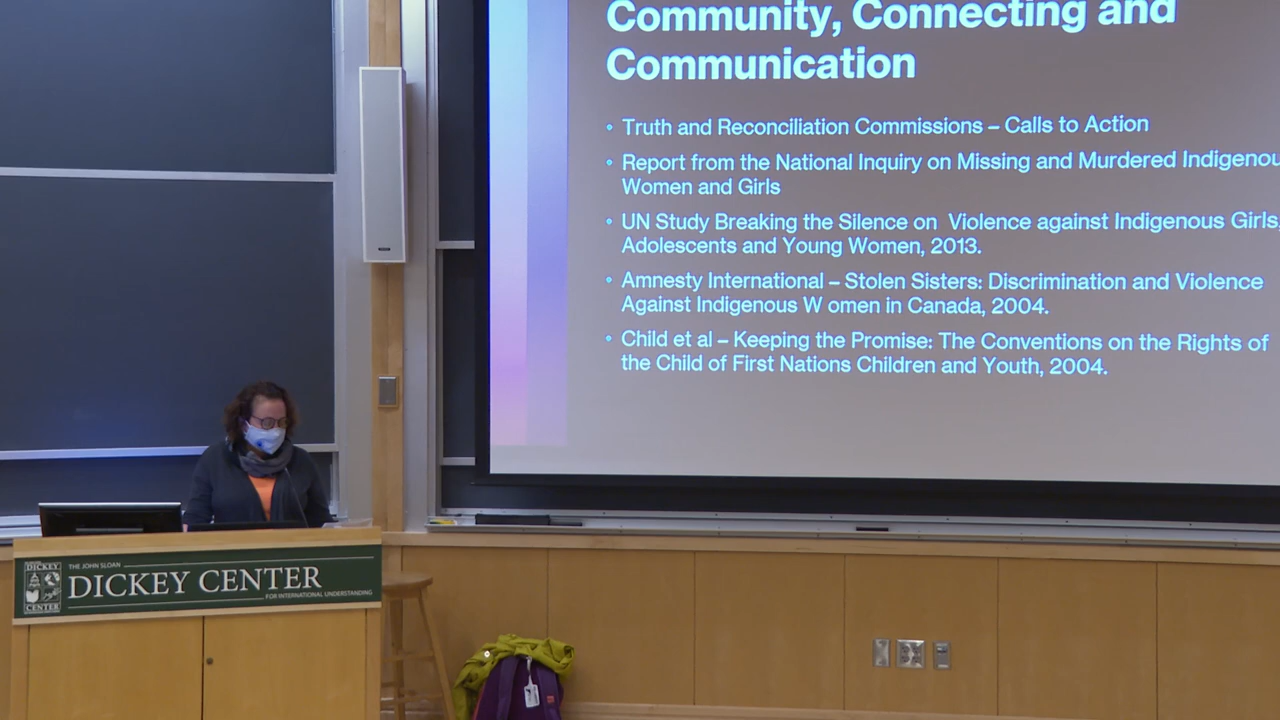 Community, Connecting and
Communication
• Truth and Reconciliation Commissions – Calls to Action
• Report from the National Inquiry on Missing and Murdered Indigenou
Women and Girls
• UN Study Breaking the Silence on Violence against Indigenous Girls,
Adolescents and Young Women, 2013.
• Amnesty International – Stolen Sisters: Discrimination and Violence
Against Indigenous W omen in Canada, 2004.
• Child et al – Keeping the Promise: The Conventions on the Rights of
the Child of First Nations Children and Youth, 2004.
DICKEY
CENTER
THE JOHN SLOAN
DICKEY CENTER
FOR INTERNATIONAL UNDERSTANDING